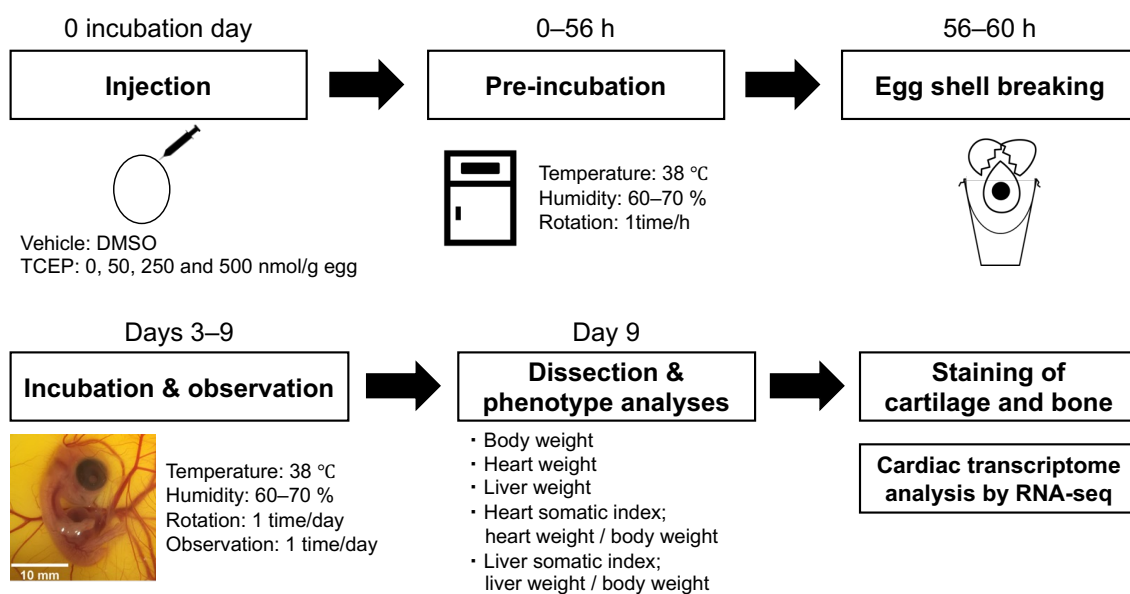 0 incubation day
Injection
Vehicle: DMSO
TCEP: 0, 50, 250 and 500 nmol/g egg
0–56 h
Pre-incubation
Temperature: 38 ℃
Humidity: 60–70 %
Rotation: 1time/h
56–60 h
Egg shell breaking
Days 3–9
Incubation & observation
10 mm
Temperature: 38 ℃
Humidity: 60–70 %
Rotation: 1 time/day
Observation: 1 time/day
Day 9
Dissection &
phenotype analyses
・Body weight
・Heart weight
・Liver weight
・Heart somatic index;
heart weight / body weight
・Liver somatic index;
liver weight / body weight
Staining of
cartilage and bone
Cardiac transcriptome
analysis by RNA-seq